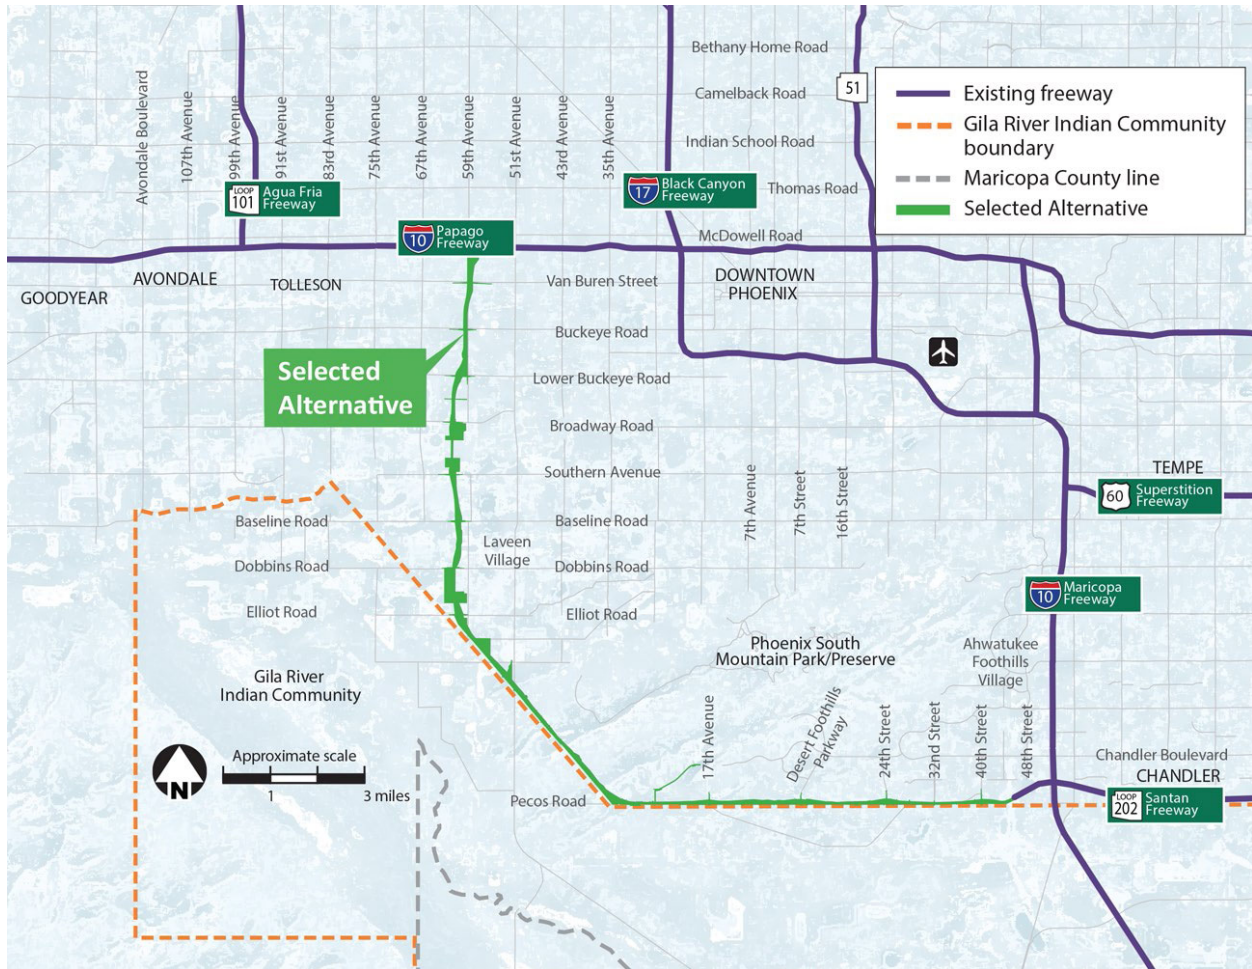 Bethany Home Road
Camelback Road
Indian School Road
Thomas Road
McDowell Road
51
Existing freeway
Gila River Indian Community
boundary
Maricopa County line
Selected Alternative
Avondale Boulevard
107th Avenue
99th Avenue
91st Avenue
83rd Avenue
75th Avenue
67th Avenue
59th Avenue
51st Avenue
43rd Avenue
35th Avenue
LOOP
101
Agua Fria
Freeway
17
Black Canyon
Freeway
10
Papago
Freeway
GOODYEAR
AVONDALE
TOLLESON
DOWNTOWN
PHOENIX
Van Buren Street
Buckeye Road
Selected
Alternative
Lower Buckeye Road
Broadway Road
Southern Avenue
TEMPE
60
Superstition
Freeway
7th Avenue
7th Street
16th Street
Baseline Road
Baseline Road
Laveen
Village
Dobbins Road
Dobbins Road
Elliot Road
Elliot Road
10
Maricopa
Freeway
Phoenix South
Mountain Park/Preserve
Ahwatukee
Foothills
Village
Gila River
Indian Community
17th Avenue
Desert Foothills
Parkway
24th Street
32nd Street
40th Street
48th Street
Chandler Boulevard
CHANDLER
LOOP
202
Santan
Freeway
Pecos Road
N
Approximate scale
1
3 miles